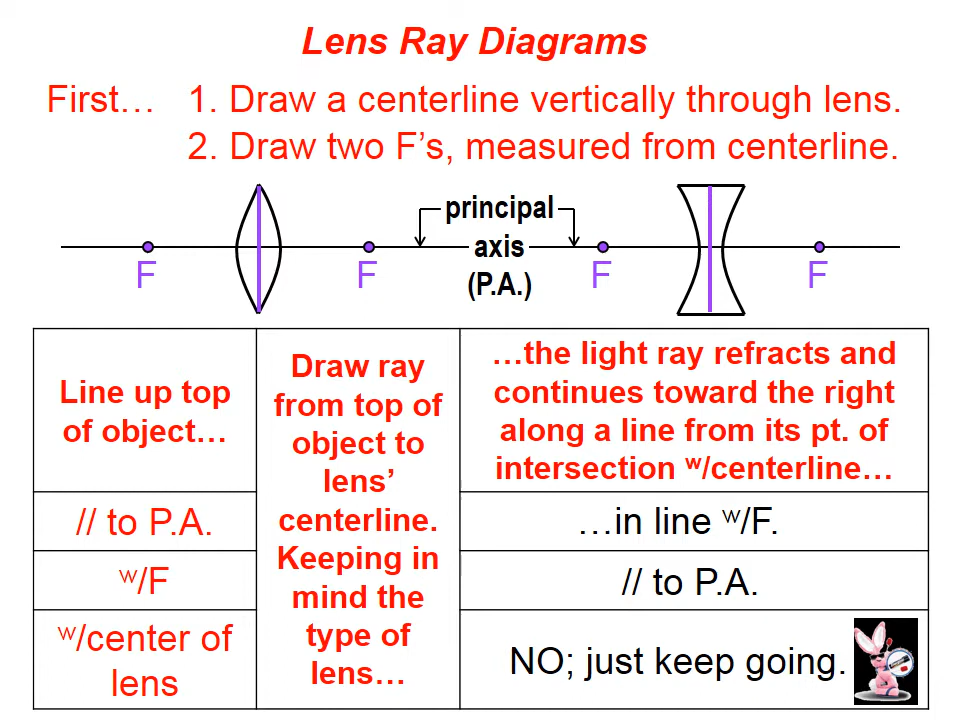 Lens Ray Diagrams
First… 1. Draw a centerline vertically through lens.
2. Draw two F’s, measured from centerline.
principal
axis
(P.A.)
F
F
F
F
Line up top
of object…
Draw ray
from top of
object to
lens’
centerline.
Keeping in
mind the
type of
lens…
…the light ray refracts and
continues toward the right
along a line from its pt. of
intersection w/centerline…
// to P.A.
…in line w/F.
w/F
// to P.A.
w/center of
lens
NO; just keep going.